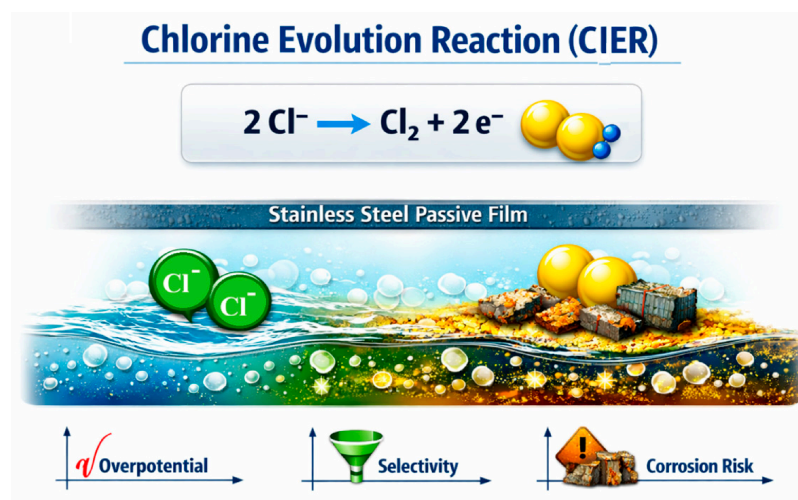 Chlorine Evolution Reaction (ClER)
2 Cl⁻ → Cl₂ + 2 e⁻
Stainless Steel Passive Film
Cl⁻
Cl⁻
Overpotential
Selectivity
!
Corrosion Risk